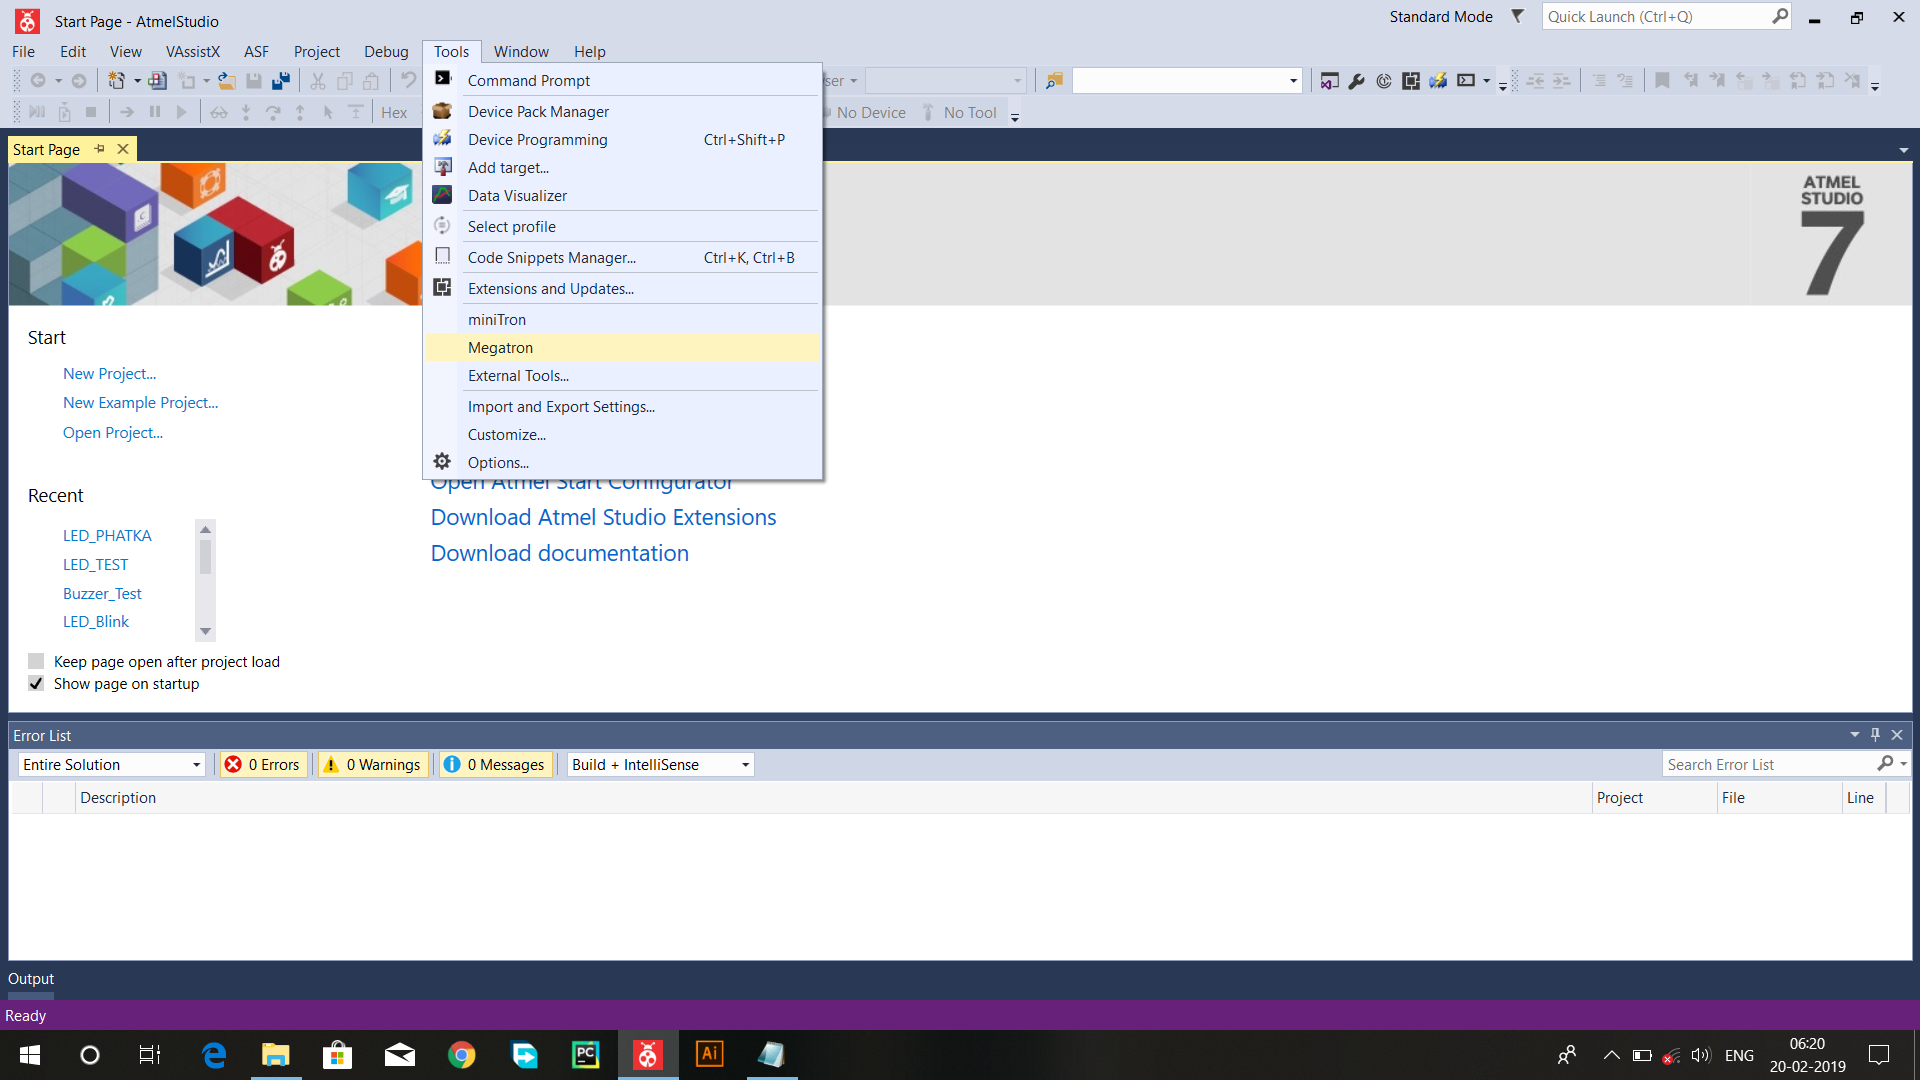 Start Page - AtmelStudio
Standard Mode
Quick Launch (Ctrl+Q)
File Edit View VAssistX ASF Project Debug Tools Window Help
Hex
No Device
No Tool
Command Prompt
Device Pack Manager
Device Programming Ctrl+Shift+P
Add target...
Data Visualizer
Select profile
Code Snippets Manager... Ctrl+K, Ctrl+B
Extensions and Updates...
miniTron
Megatron
External Tools...
Import and Export Settings...
Customize...
Options...
Start Page
ATMEL
STUDIO
7
Start
New Project...
New Example Project...
Open Project...
Recent
LED_PHATKA
LED_TEST
Buzzer_Test
LED_Blink
Keep page open after project load
Show page on startup
Open Atmel Start Configurator
Download Atmel Studio Extensions
Download documentation
Error List
Entire Solution
0 Errors
0 Warnings
0 Messages
Build + IntelliSense
Search Error List
Description Project File Line
Output
Ready
PC
Ai
ENG
06:20
20-02-2019